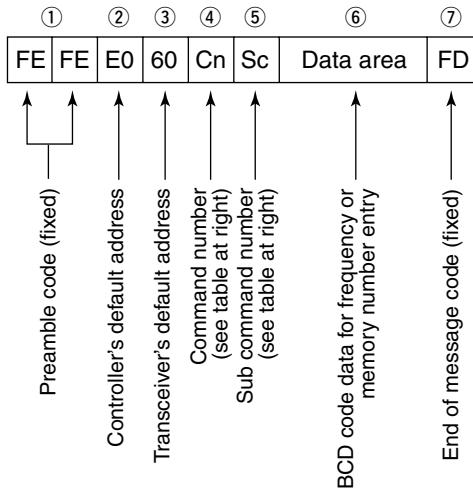 ① ② ③ ④ ⑤ ⑥ ⑦
FE FE E0 60 Cn Sc Data area FD
Preamble code (fixed)
Controller's default address
Transceiver's default address
Command number
(see table at right)
Sub command number
(see table at right)
BCD code data for frequency or
memory number entry
End of message code (fixed)